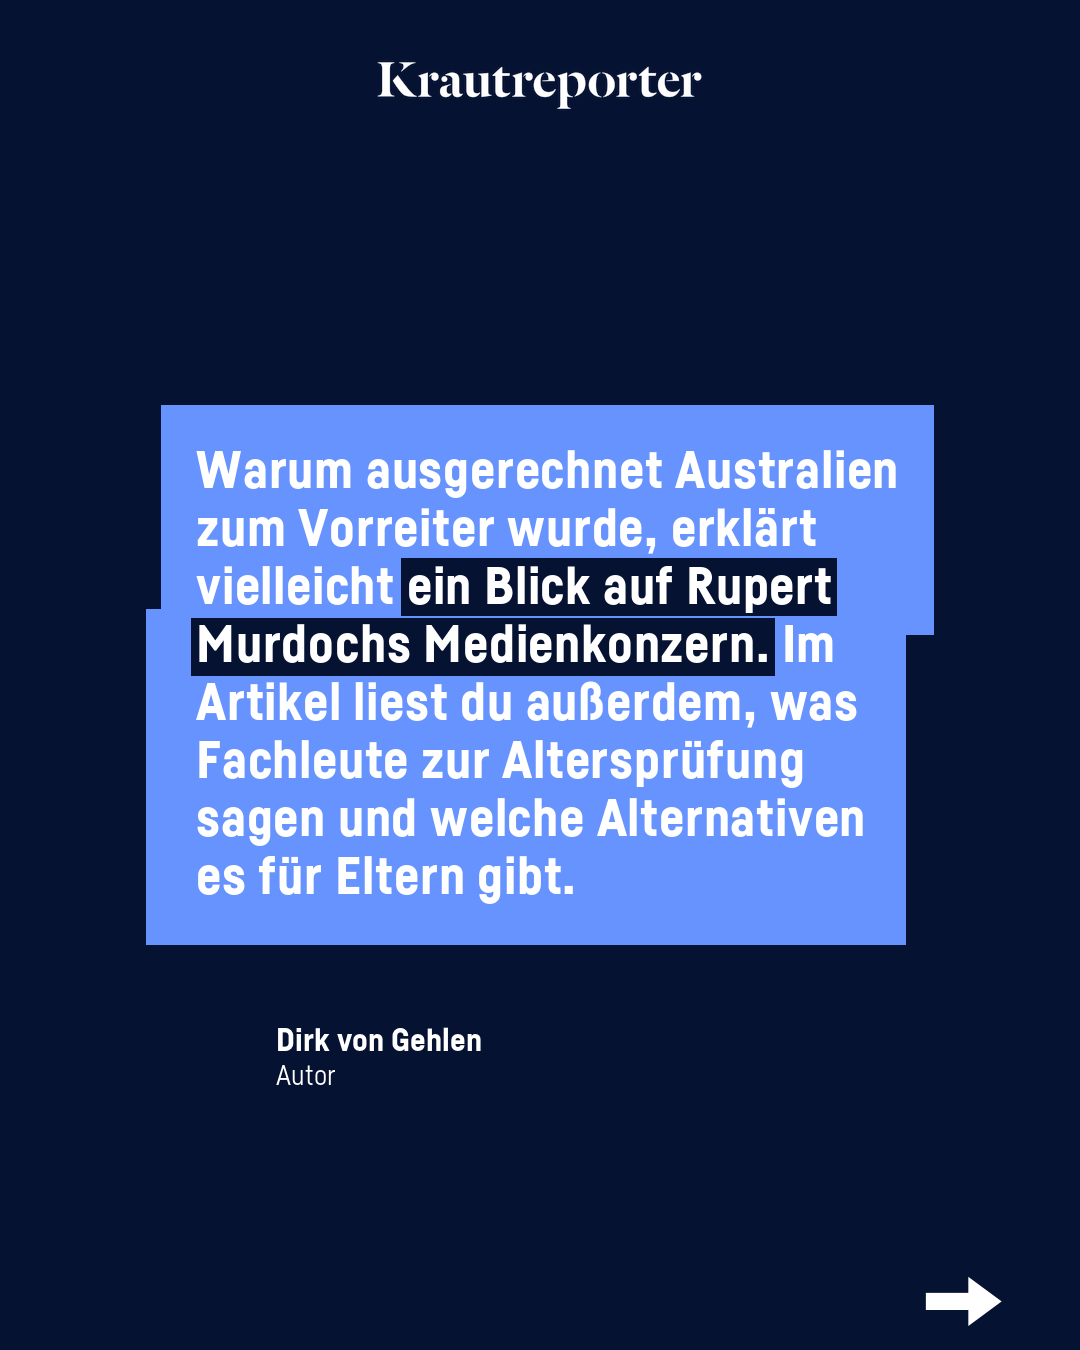 Krautreporter
Warum ausgerechnet Australien
zum Vorreiter wurde, erklärt
vielleicht ein Blick auf Rupert
Murdochs Medienkonzern. Im
Artikel liest du außerdem, was
Fachleute zur Altersprüfung
sagen und welche Alternativen
es für Eltern gibt.
Dirk von Gehlen
Autor